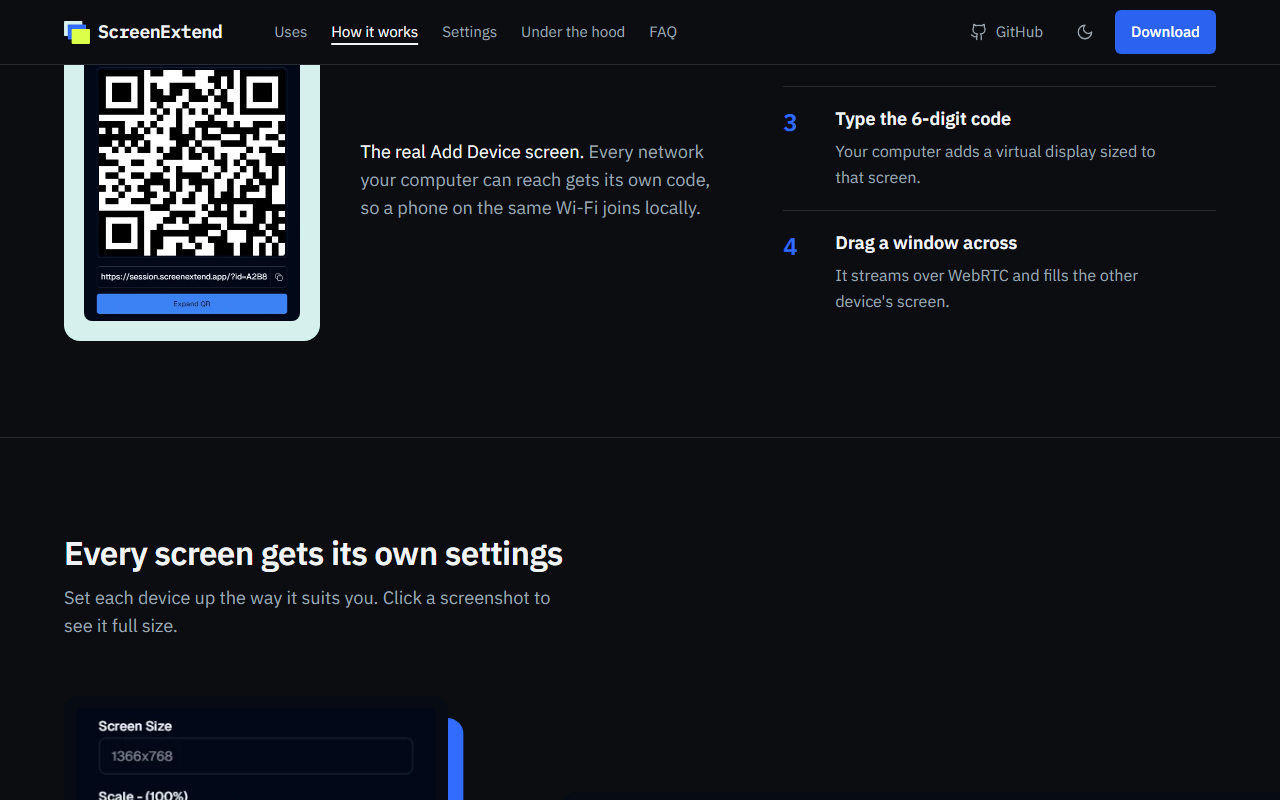 ScreenExtend
Uses
How it works
Settings
Under the hood
FAQ
GitHub
Download
https://session.screenextend.app/?id=A2B8
Expand QR
The real Add Device screen. Every network
your computer can reach gets its own code,
so a phone on the same Wi-Fi joins locally.
3
Type the 6-digit code
Your computer adds a virtual display sized to
that screen.
4
Drag a window across
It streams over WebRTC and fills the other
device's screen.
Every screen gets its own settings
Set each device up the way it suits you. Click a screenshot to
see it full size.
Screen Size
1366x768
Scale - (100%)